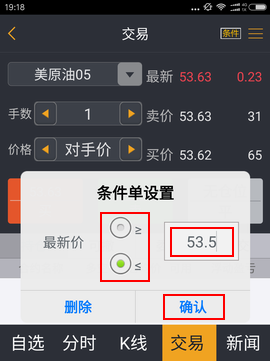 19:18
交易
条件
美原油05
最新 53.63 0.23
手数 1 卖价 53.63 31
价格 对手价 买价 53.62 65
条件单设置
≥
最新价 53.5
≤
删除 确认
自选 分时 K线 交易 新闻